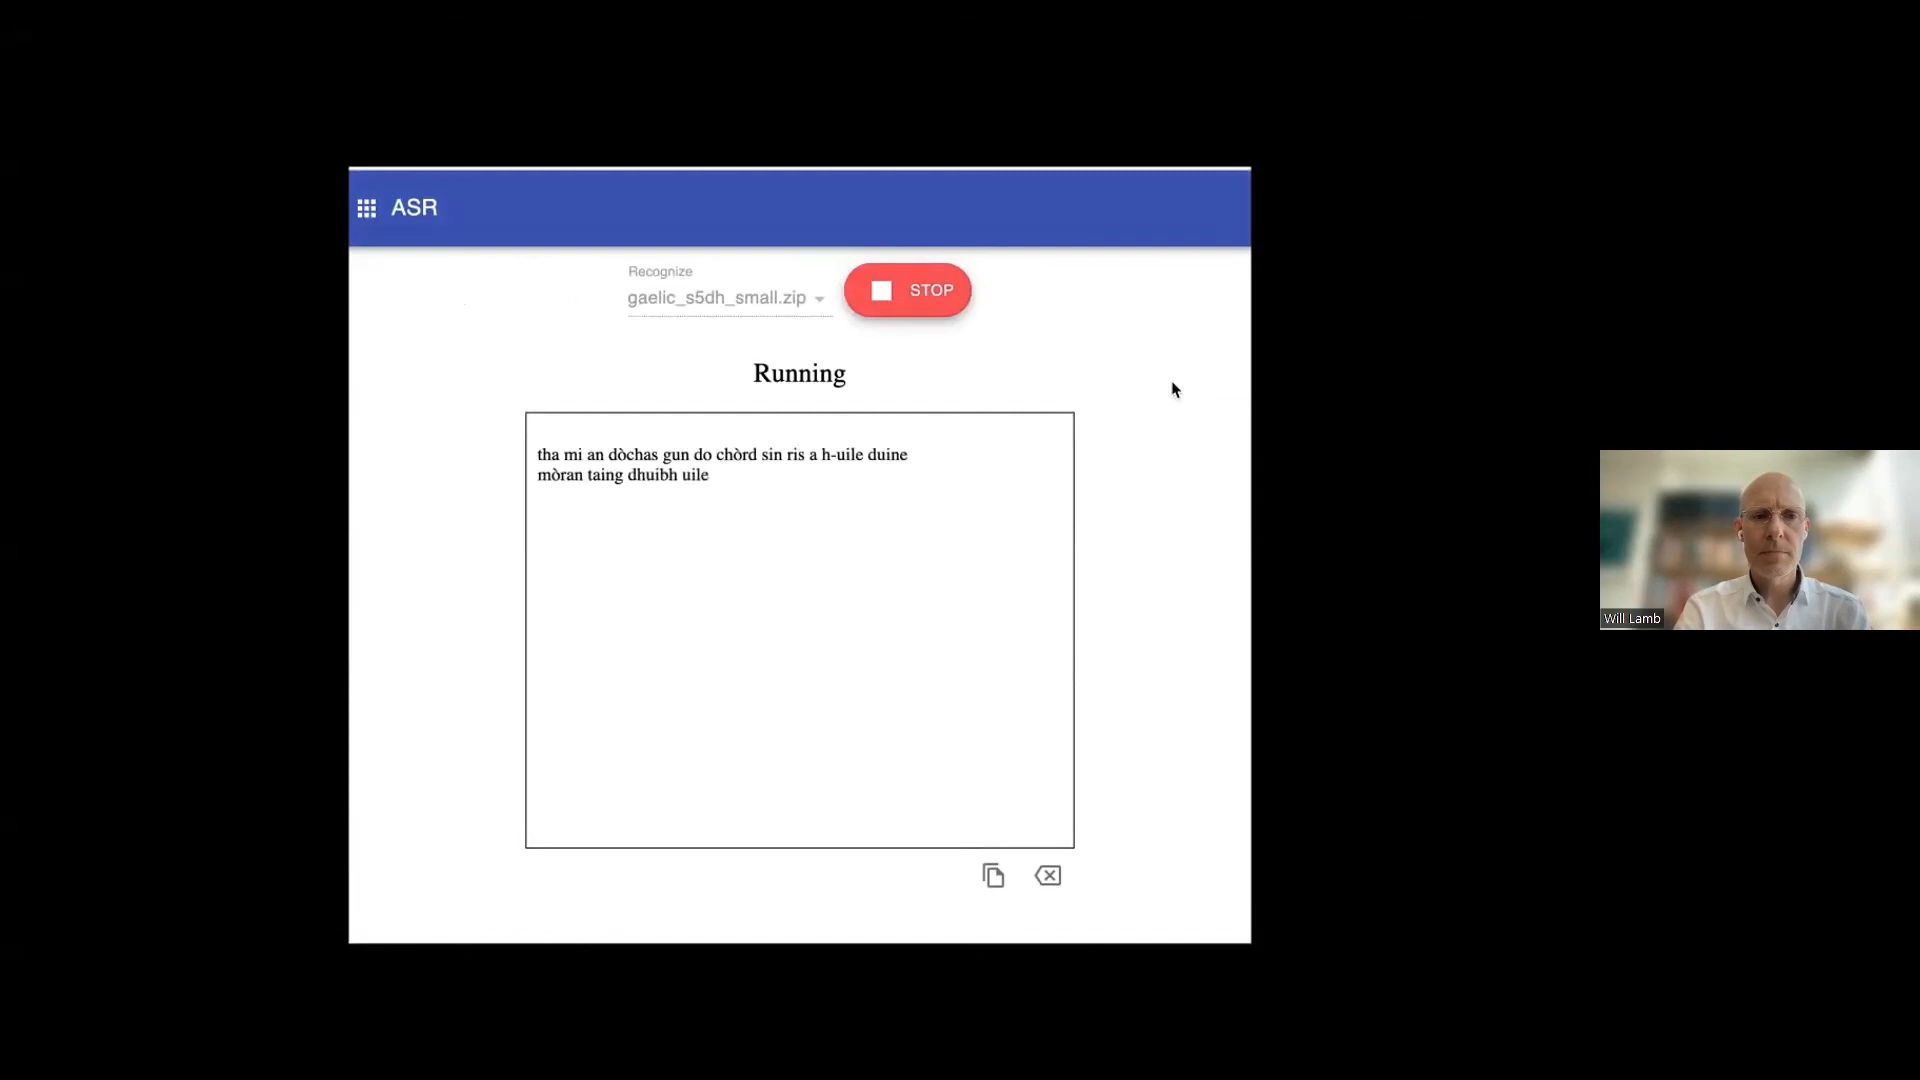 ASR
Recognize
gaelic_s5dh_small.zip
STOP
Running
tha mi an dòchas gun do chòrd sin ris a h-uile duine
mòran taing dhuibh uile
Will Lamb